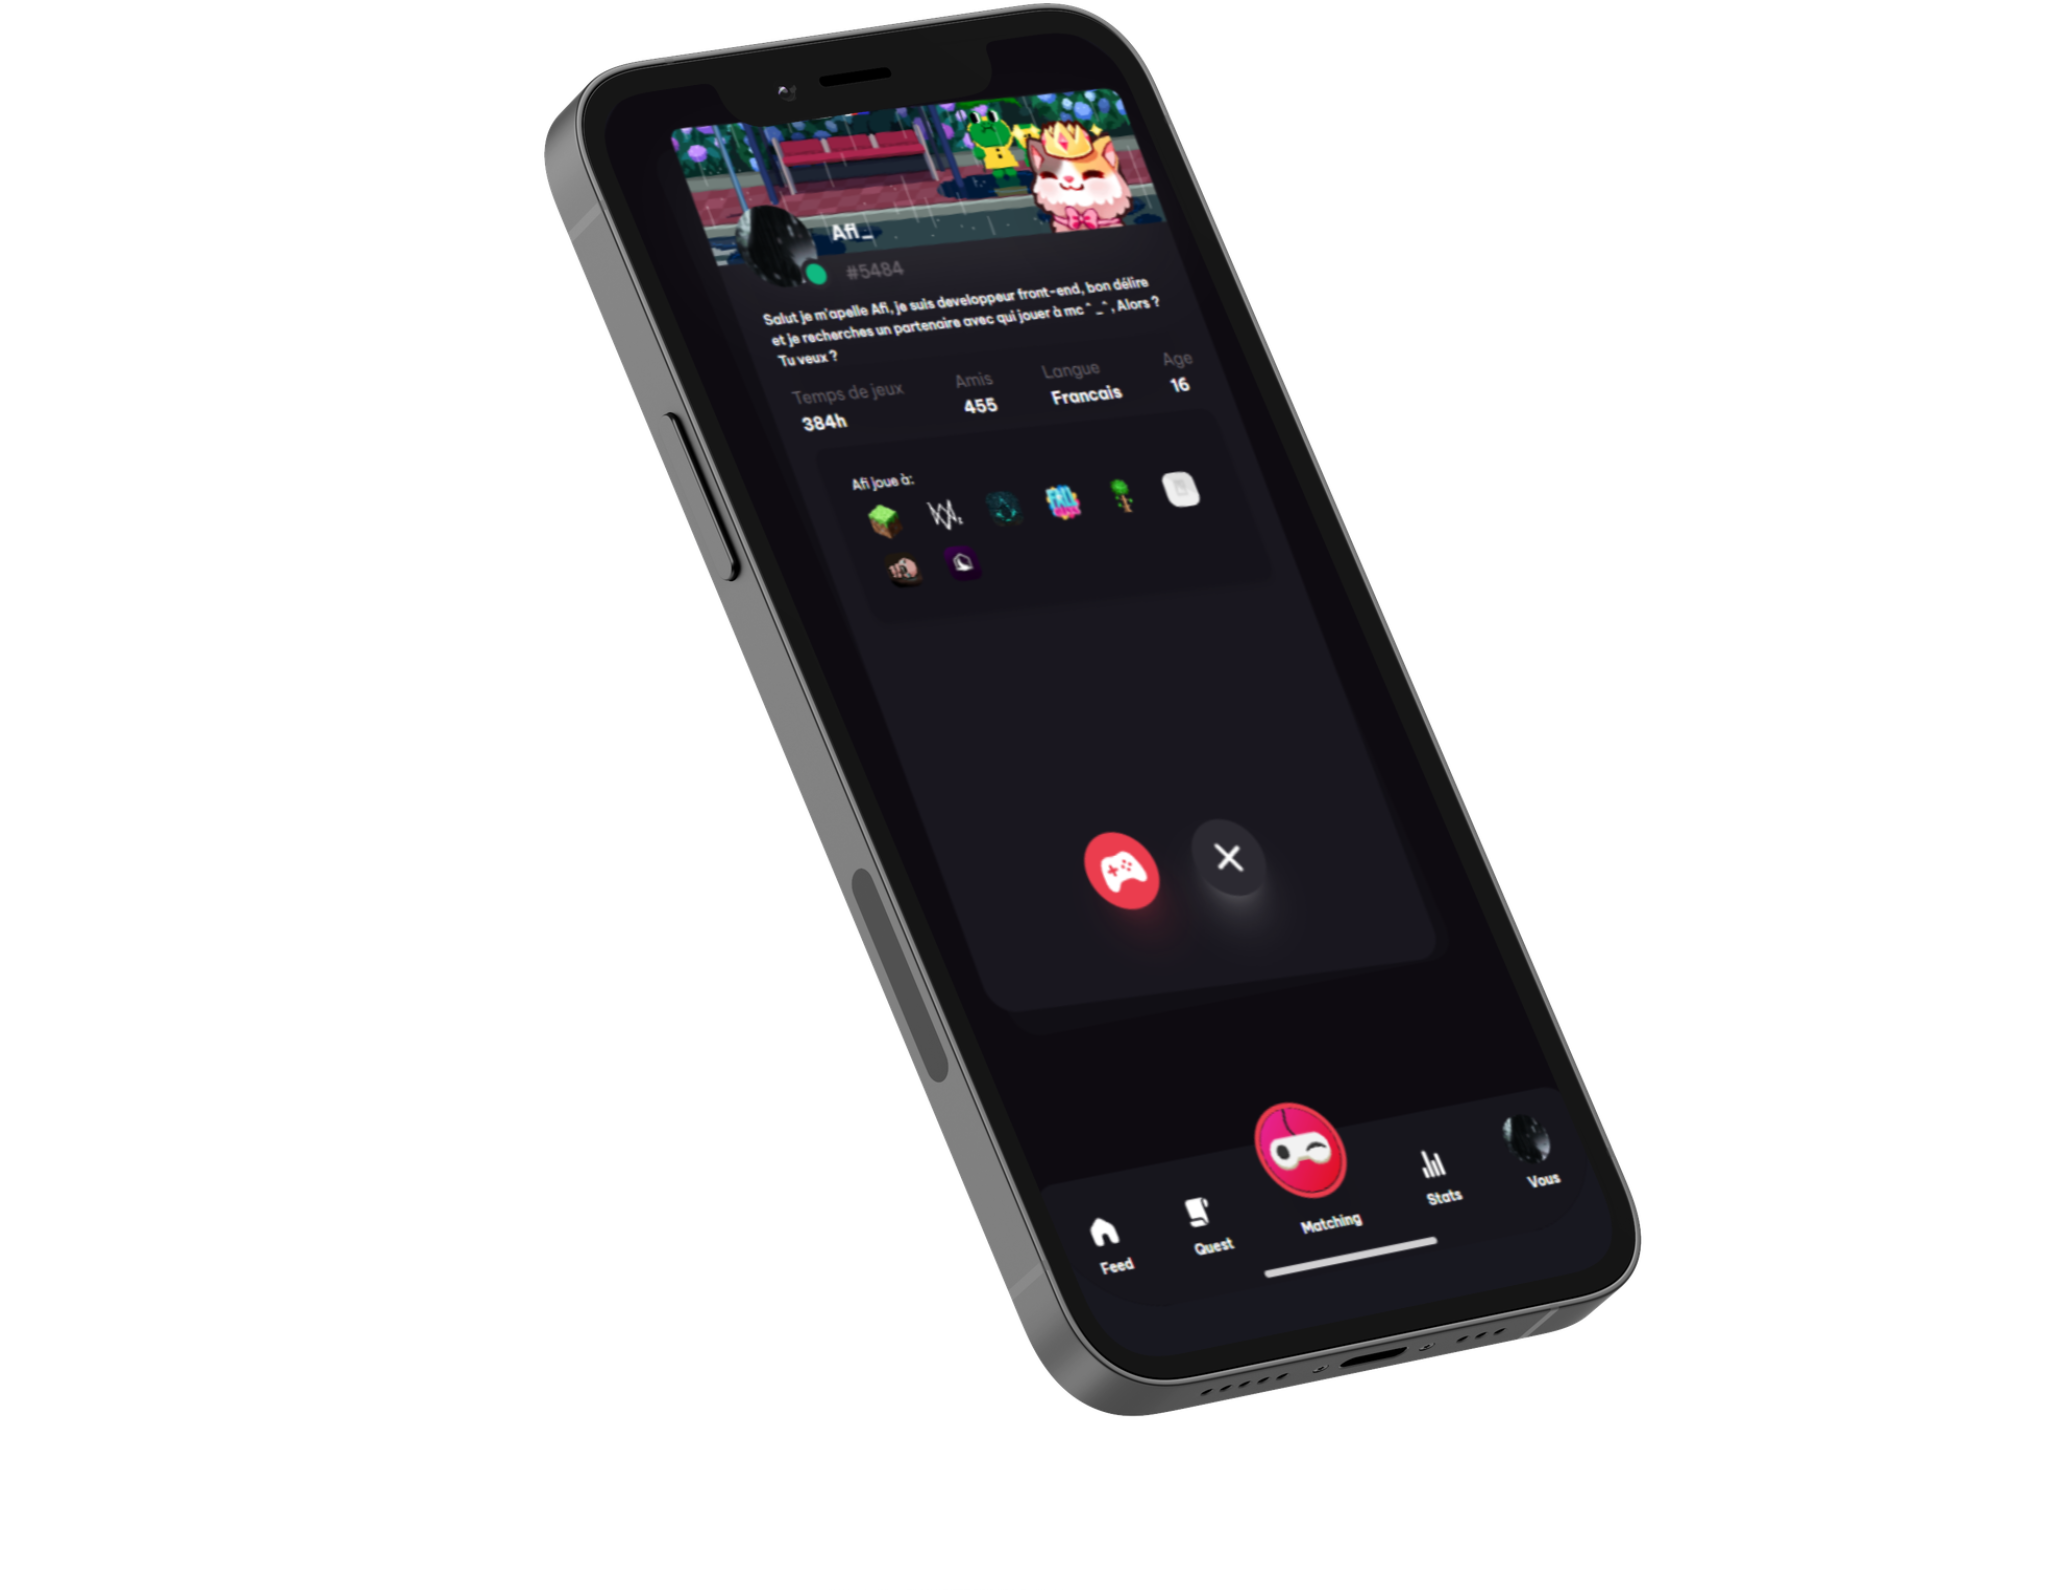 Afi_
#5484
Salut je m'apelle Afi, je suis developpeur front-end, bon délire
et je recherches un partenaire avec qui jouer à mc ^_^ , Alors ?
Tu veux ?
Temps de jeux Amis Langue Age
384h 455 Francais 16
Afi joue à:
Feed Quest Matching Stats Vous